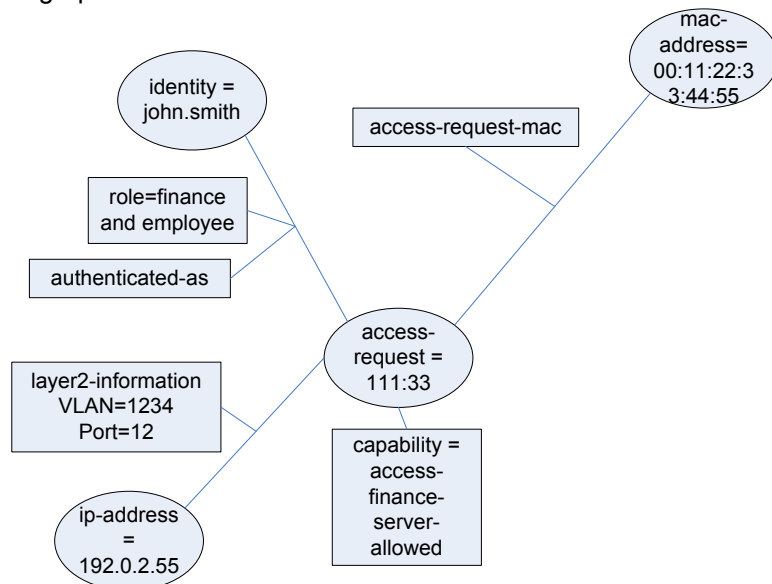 mac-
address=
00:11:22:3
3:44:55
identity =
john.smith
access-request-mac
role=finance
and employee
authenticated-as
access-
request =
111:33
layer2-information
VLAN=1234
Port=12
capability =
access-
finance-
server-
allowed
ip-address
=
192.0.2.55